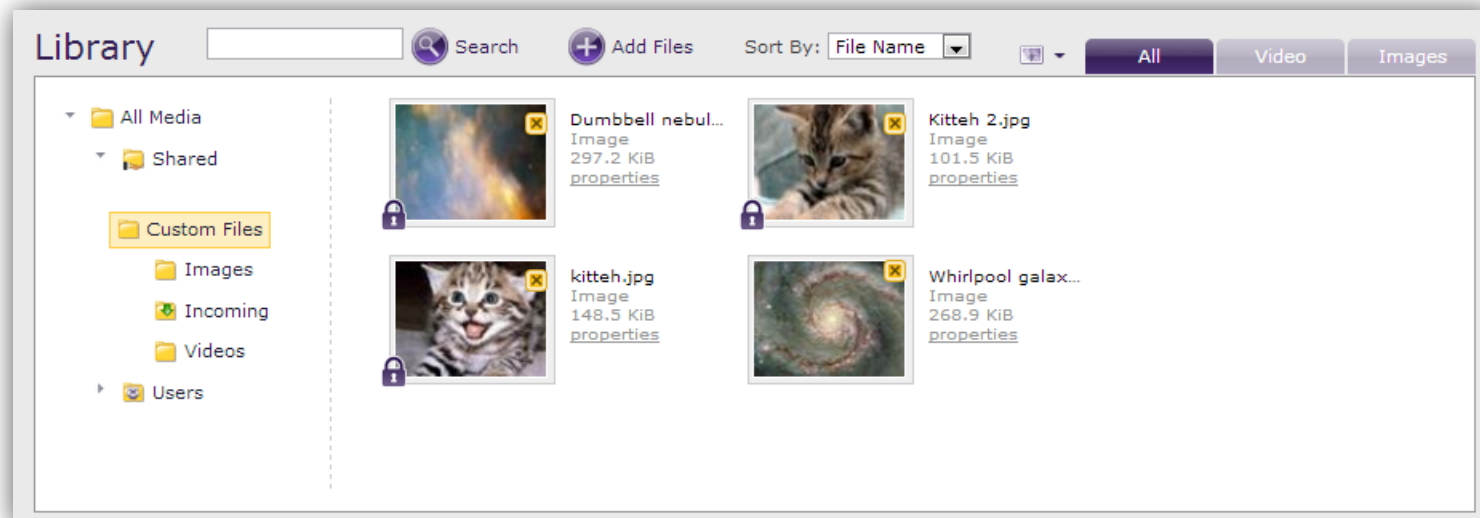 Library
Search
Add Files
Sort By: File Name
All
Video
Images
All Media
Shared
Custom Files
Images
Incoming
Videos
Users
Dumbbell nebul...
Image
297.2 KiB
properties
Kitteh 2.jpg
Image
101.5 KiB
properties
kitteh.jpg
Image
148.5 KiB
properties
Whirlpool galax...
Image
268.9 KiB
properties